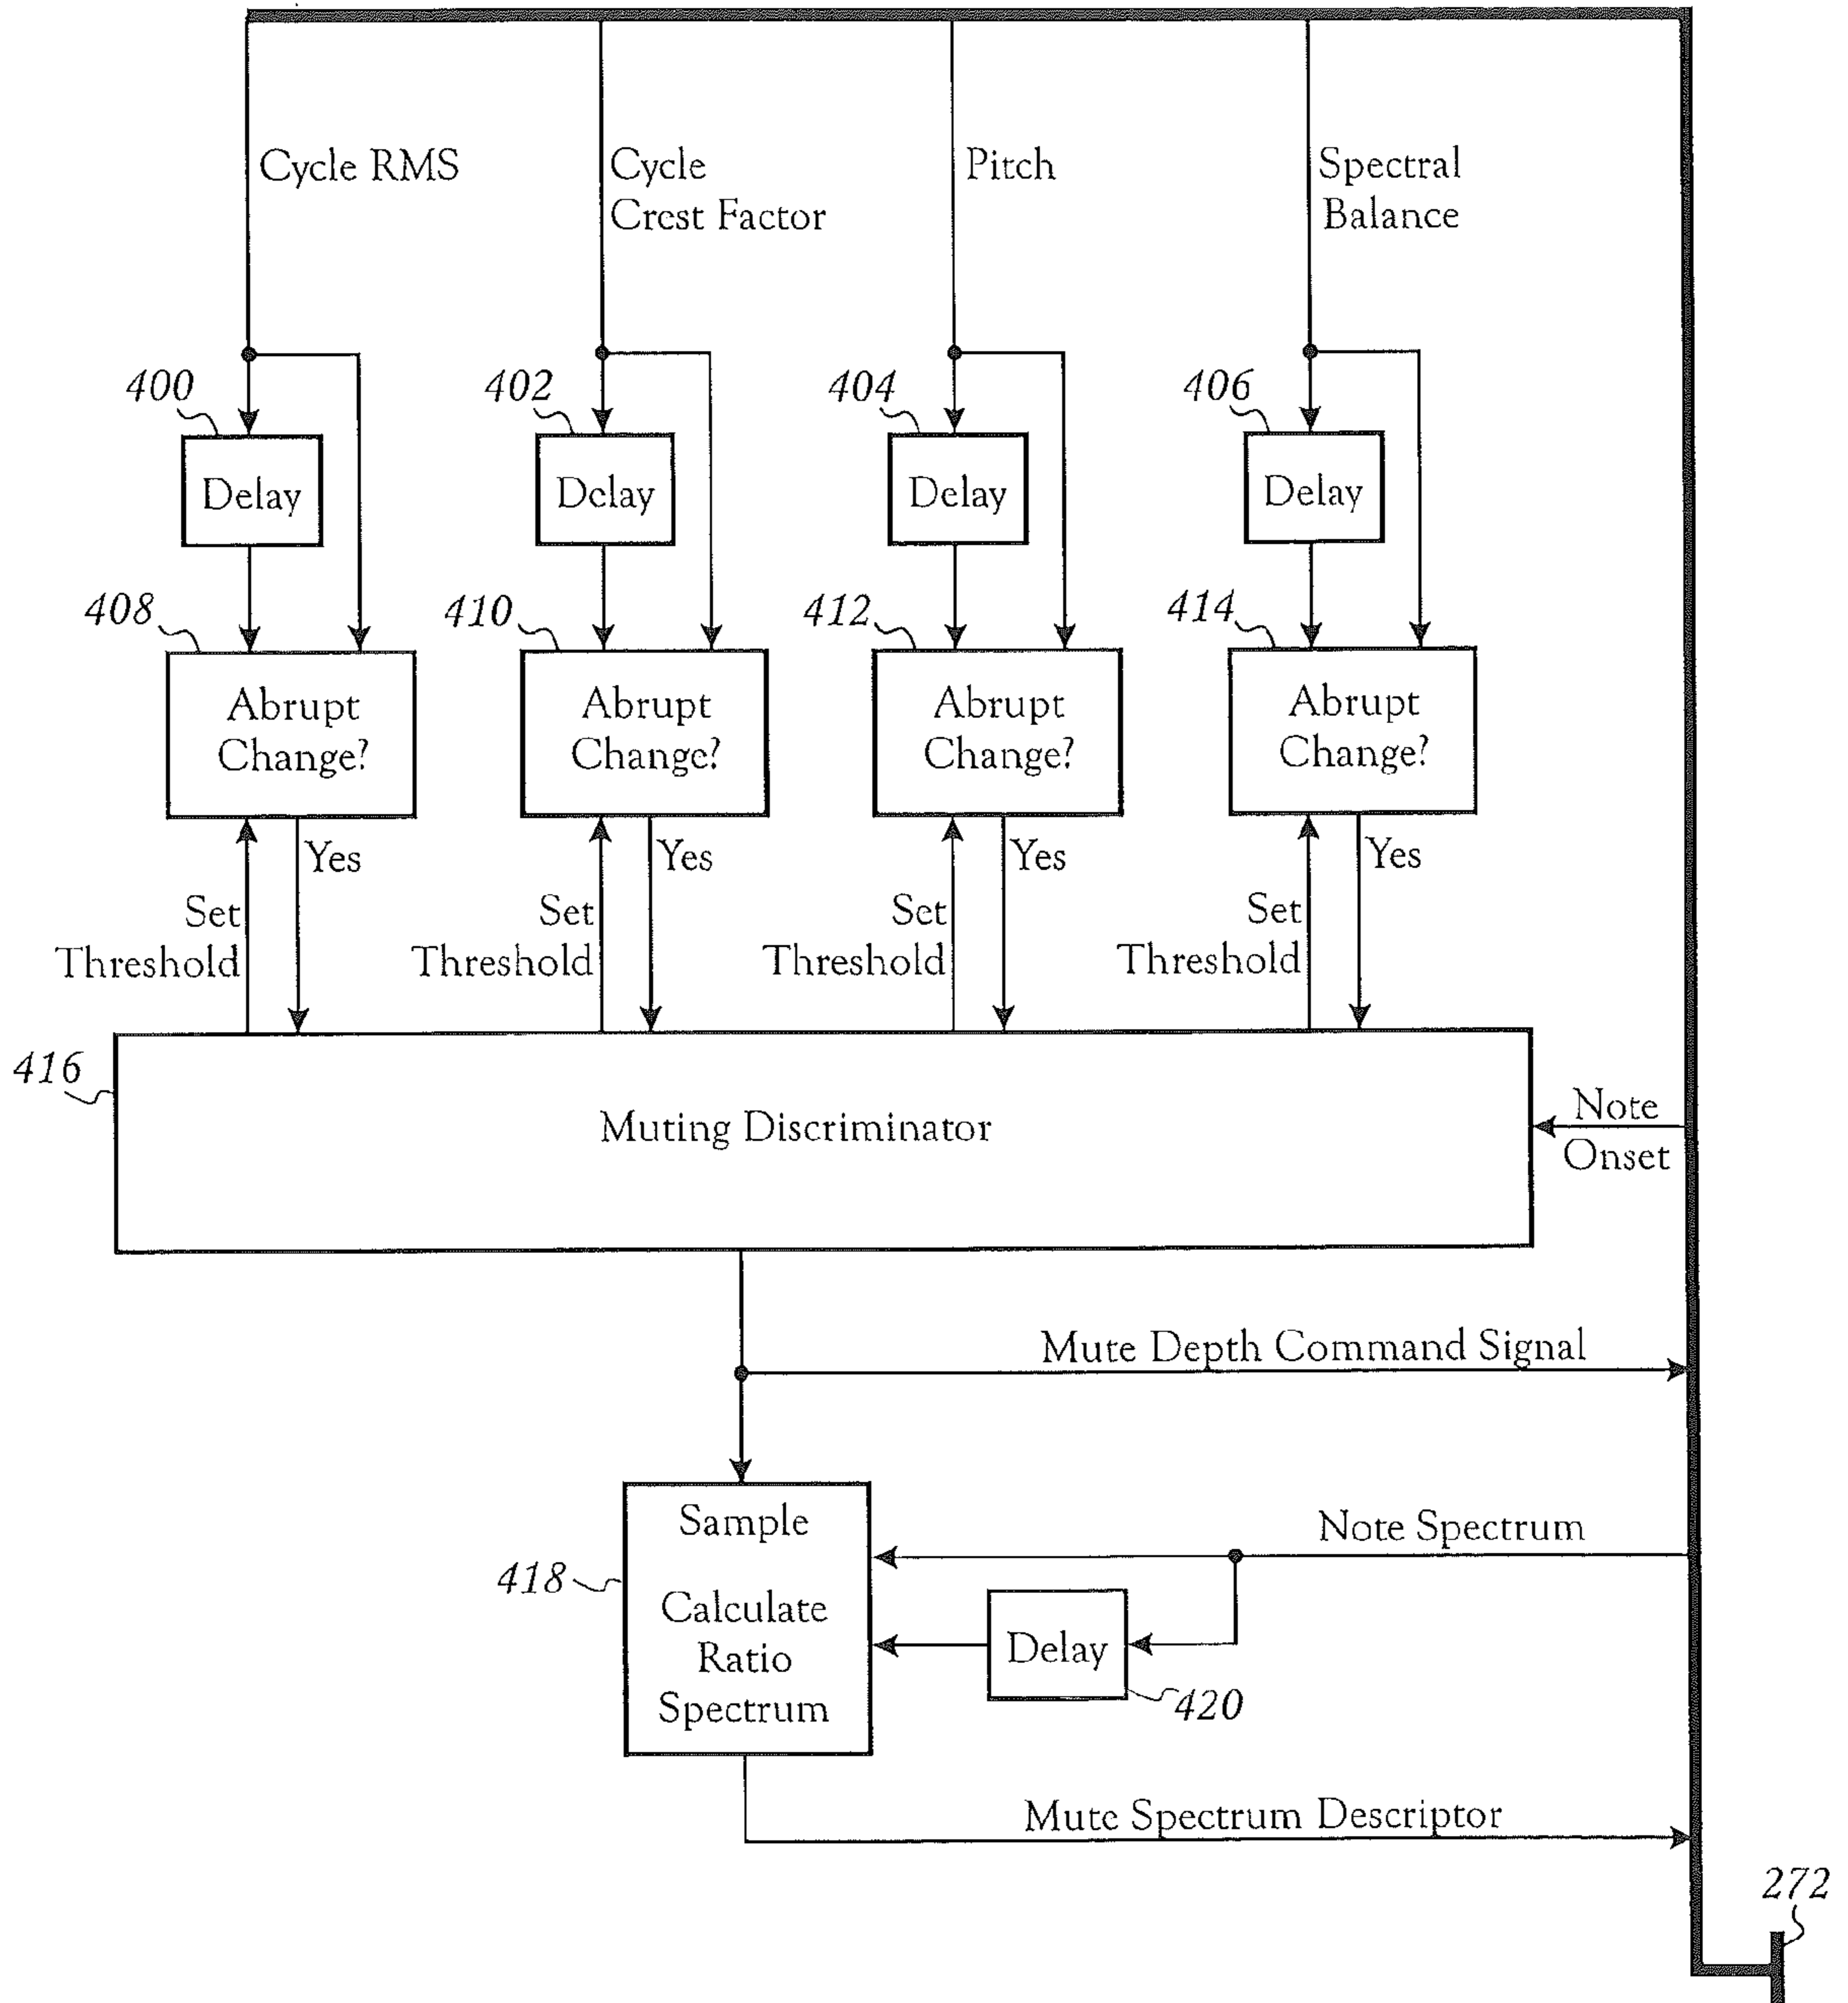 Cycle RMS
Cycle
Crest Factor
Pitch
Spectral
Balance
400
402
404
406
Delay
Delay
Delay
Delay
408
410
412
414
Abrupt
Change?
Abrupt
Change?
Abrupt
Change?
Abrupt
Change?
Yes
Yes
Yes
Yes
Set
Threshold
Set
Threshold
Set
Threshold
Set
Threshold
416
Muting Discriminator
Note
Onset
Mute Depth Command Signal
Sample
Calculate
Ratio
Spectrum
418
Note Spectrum
Delay
420
Mute Spectrum Descriptor
272